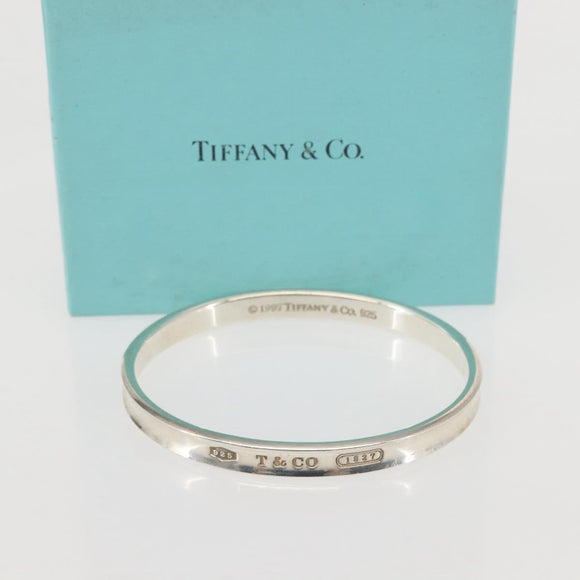 TIFFANY & CO.
© 1997 TIFFANY & CO. 925
925 T & CO 1837